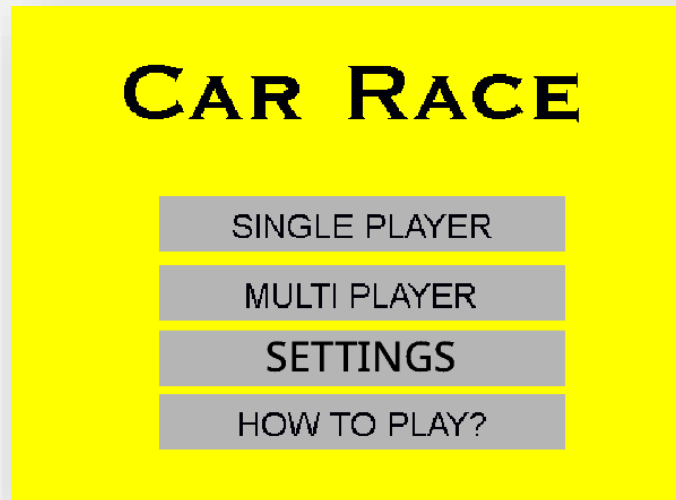 CAR RACE
SINGLE PLAYER
MULTI PLAYER
SETTINGS
HOW TO PLAY?